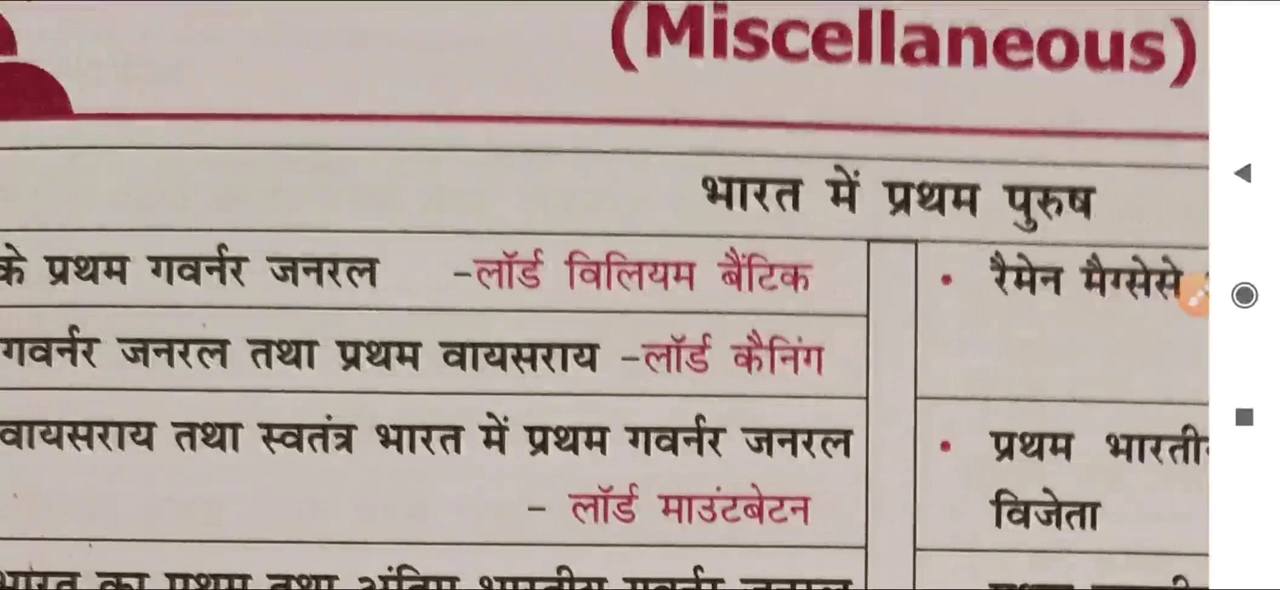 (Miscellaneous)
भारत में प्रथम पुरुष
के प्रथम गवर्नर जनरल -लॉर्ड विलियम बैंटिक
गवर्नर जनरल तथा प्रथम वायसराय -लॉर्ड कैनिंग
वायसराय तथा स्वतंत्र भारत में प्रथम गवर्नर जनरल
- लॉर्ड माउंटबेटन
• रैमेन मैग्सेसे
• प्रथम
विजेता